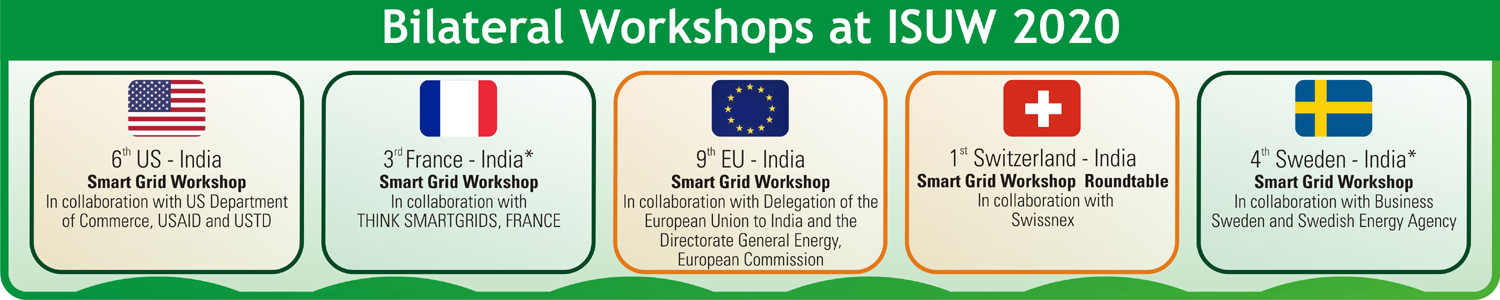 Bilateral Workshops at ISUW 2020
6th US - India
Smart Grid Workshop
In collaboration with US Department
of Commerce, USAID and USTD
3rd France - India*
Smart Grid Workshop
In collaboration with
THINK SMARTGRIDS, FRANCE
9th EU - India
Smart Grid Workshop
In collaboration with Delegation of the
European Union to India and the
Directorate General Energy,
European Commission
1st Switzerland - India
Smart Grid Workshop Roundtable
In collaboration with
Swissnex
4th Sweden - India*
Smart Grid Workshop
In collaboration with Business
Sweden and Swedish Energy Agency